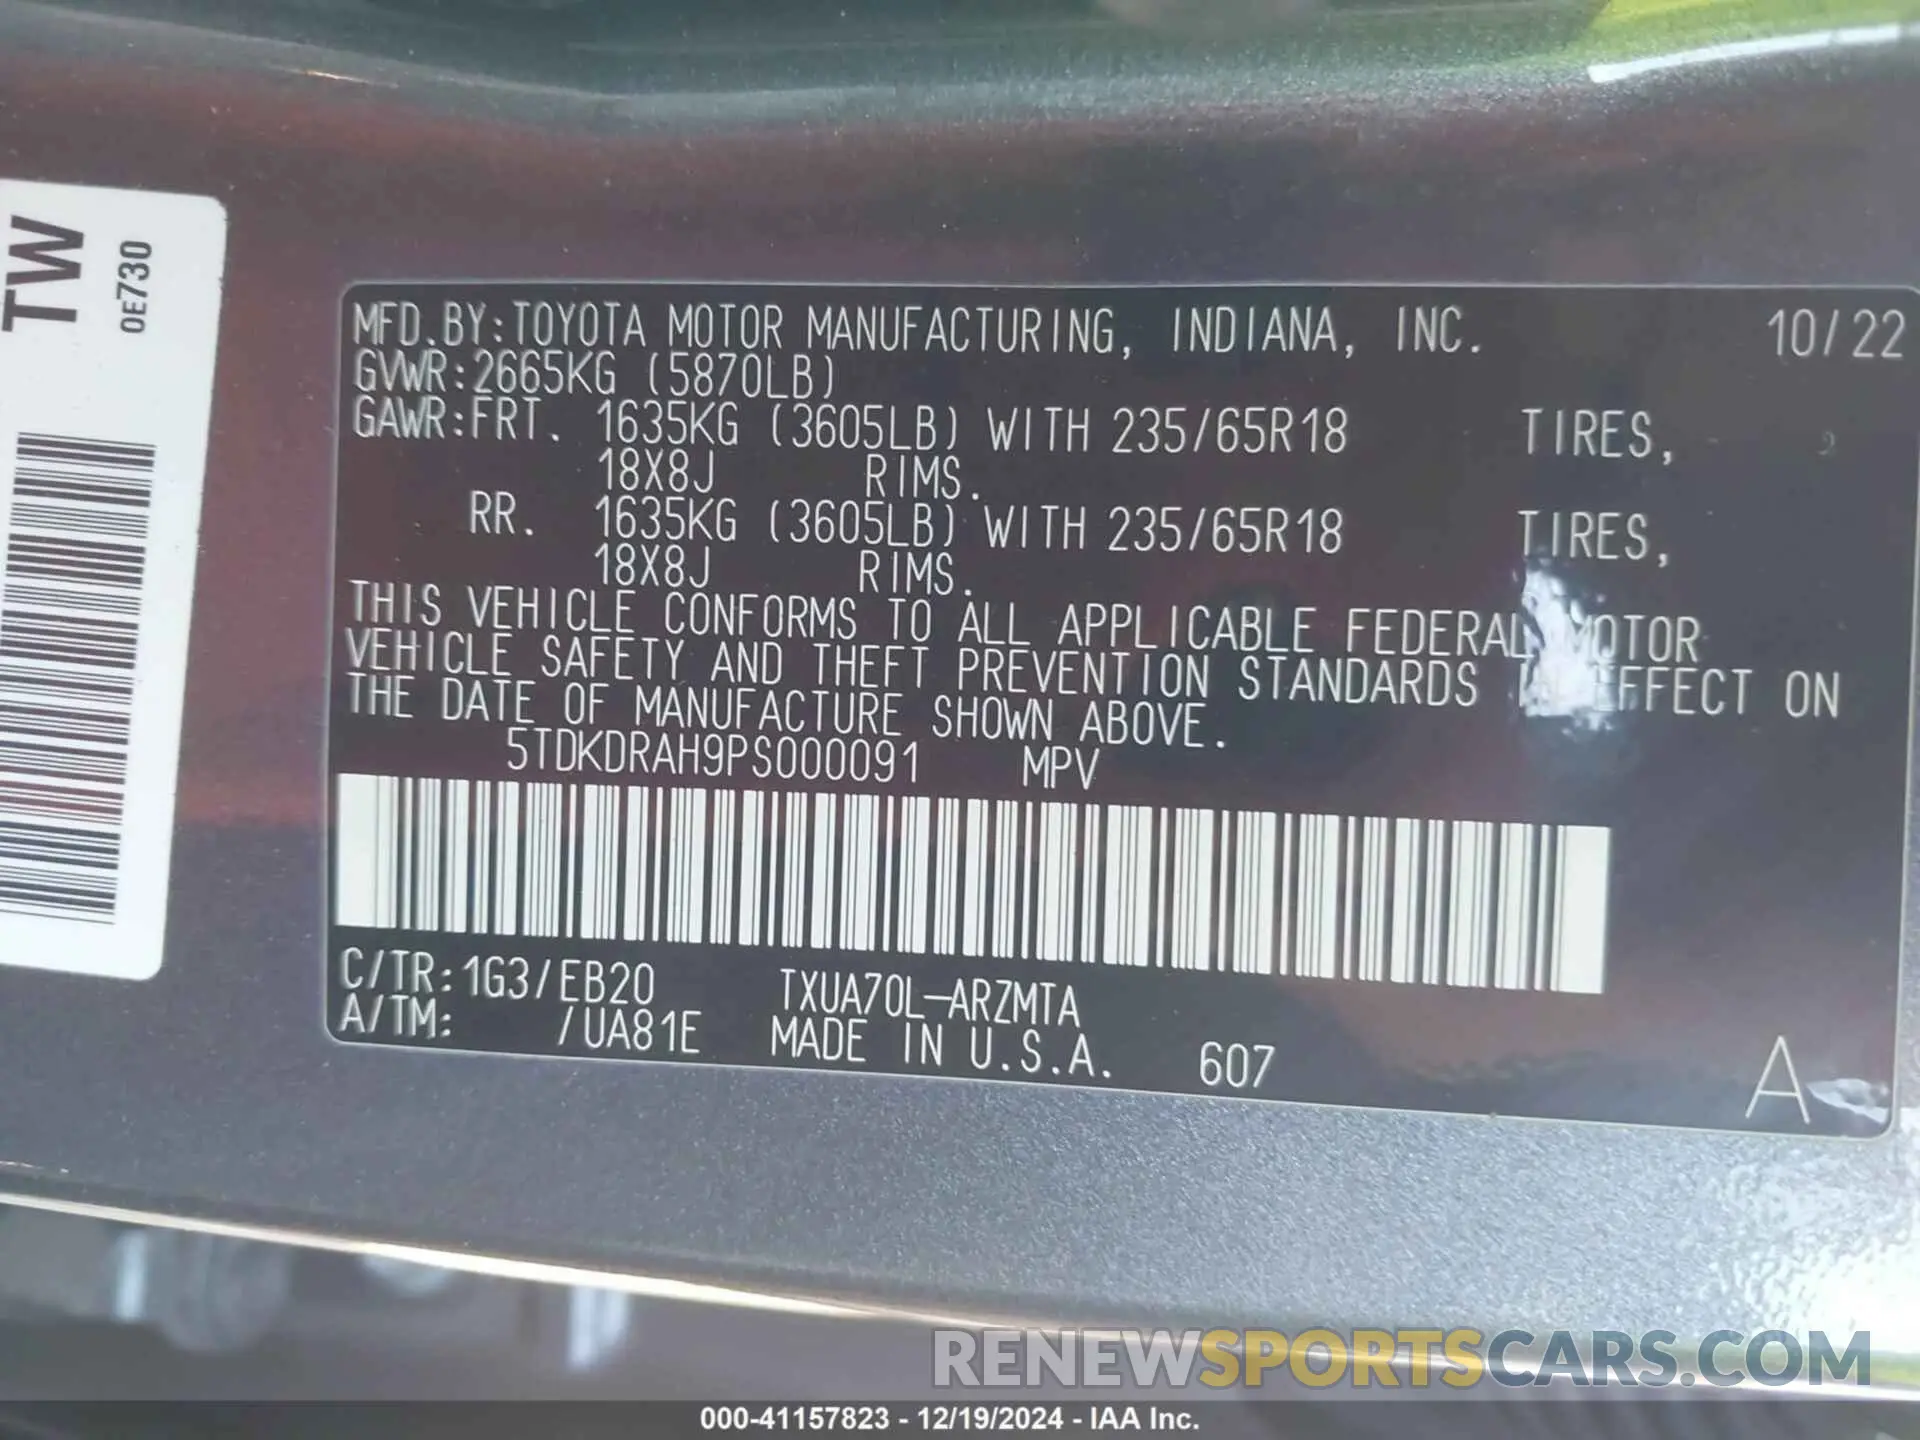 TW
0E730
MFD.BY:TOYOTA MOTOR MANUFACTURING, INDIANA, INC. 10/22
GVWR:2665KG (5870LB)
GAWR:FRT. 1635KG (3605LB) WITH 235/65R18 TIRES,
18X8J RIMS.
RR. 1635KG (3605LB) WITH 235/65R18 TIRES,
18X8J RIMS.
THIS VEHICLE CONFORMS TO ALL APPLICABLE FEDERAL MOTOR
VEHICLE SAFETY AND THEFT PREVENTION STANDARDS IN EFFECT ON
THE DATE OF MANUFACTURE SHOWN ABOVE.
5TDKDRAH9PS000091 MPV
C/TR:1G3/EB20 TXUA70L-ARZMTA
A/TM: /UA81E MADE IN U.S.A. 607
A
RENEWSPORTSCARS.COM
000-41157823 - 12/19/2024 - IAA Inc.